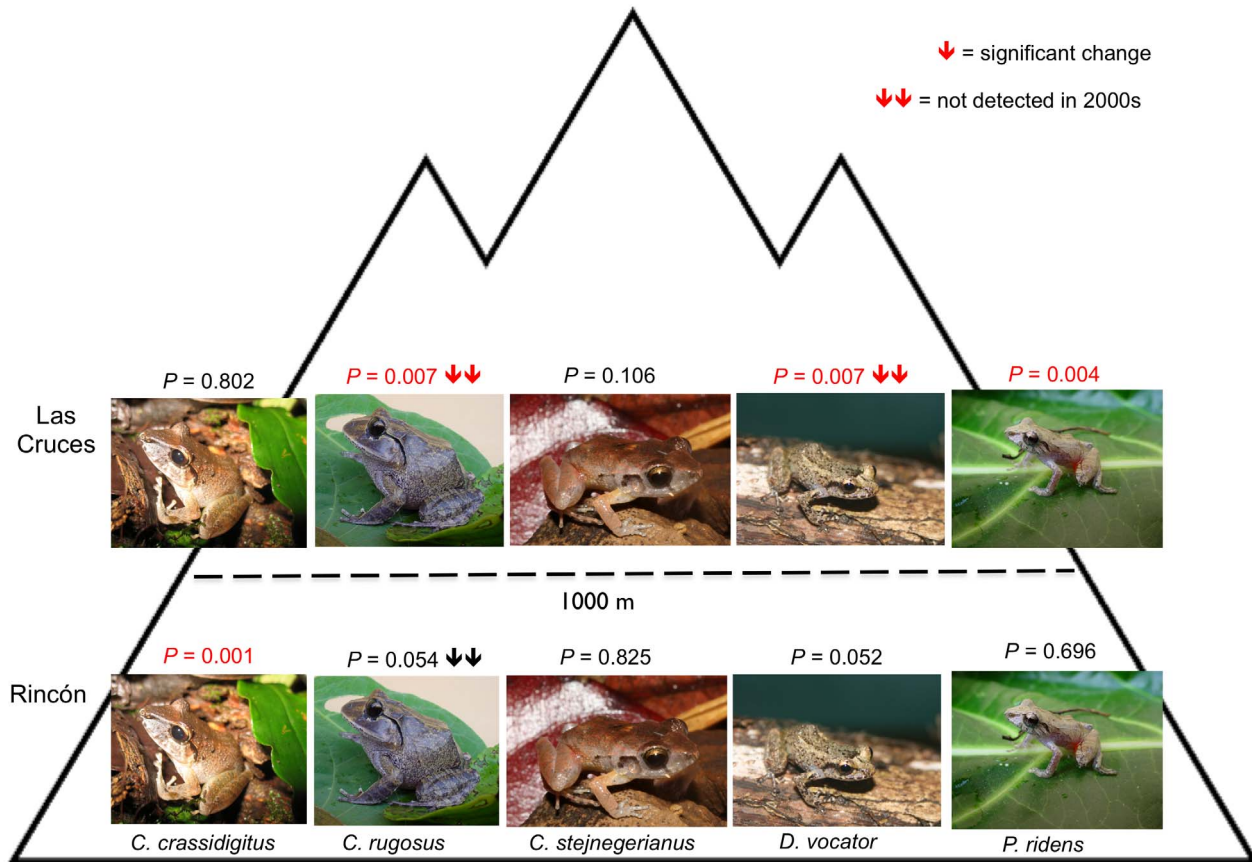 ↓ = significant change
↓↓ = not detected in 2000s
P = 0.802
P = 0.007 ↓↓
P = 0.106
P = 0.007 ↓↓
P = 0.004
Las
Cruces
1000 m
P = 0.001
P = 0.054 ↓↓
P = 0.825
P = 0.052
P = 0.696
Rincón
C. crassidigitus
C. rugosus
C. stejnegerianus
D. vocator
P. ridens